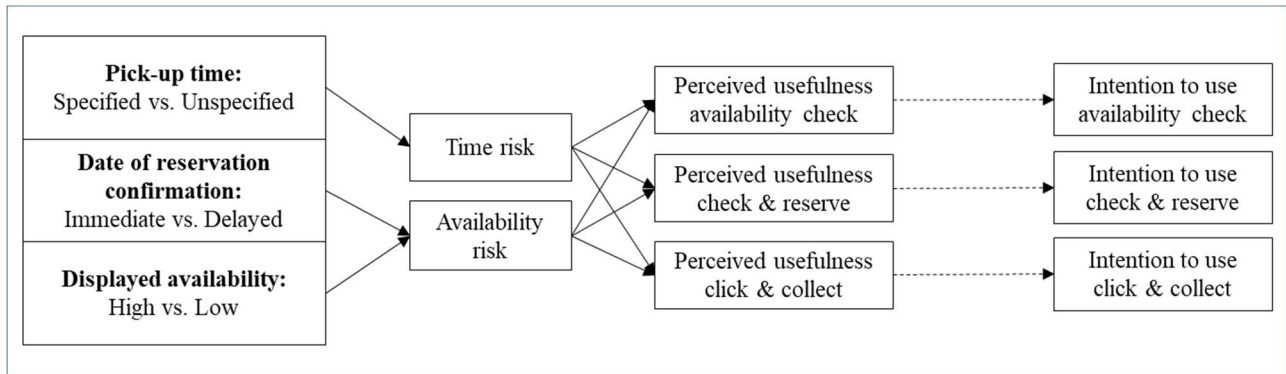 Pick-up time:
Specified vs. Unspecified
Date of reservation
confirmation:
Immediate vs. Delayed
Displayed availability:
High vs. Low
Time risk
Availability
risk
Perceived usefulness
availability check
Perceived usefulness
check & reserve
Perceived usefulness
click & collect
Intention to use
availability check
Intention to use
check & reserve
Intention to use
click & collect